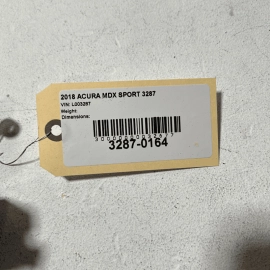 2018 ACURA MDX SPORT 3287
VIN: L003287
Weight:
Dimensions:
3287-0164